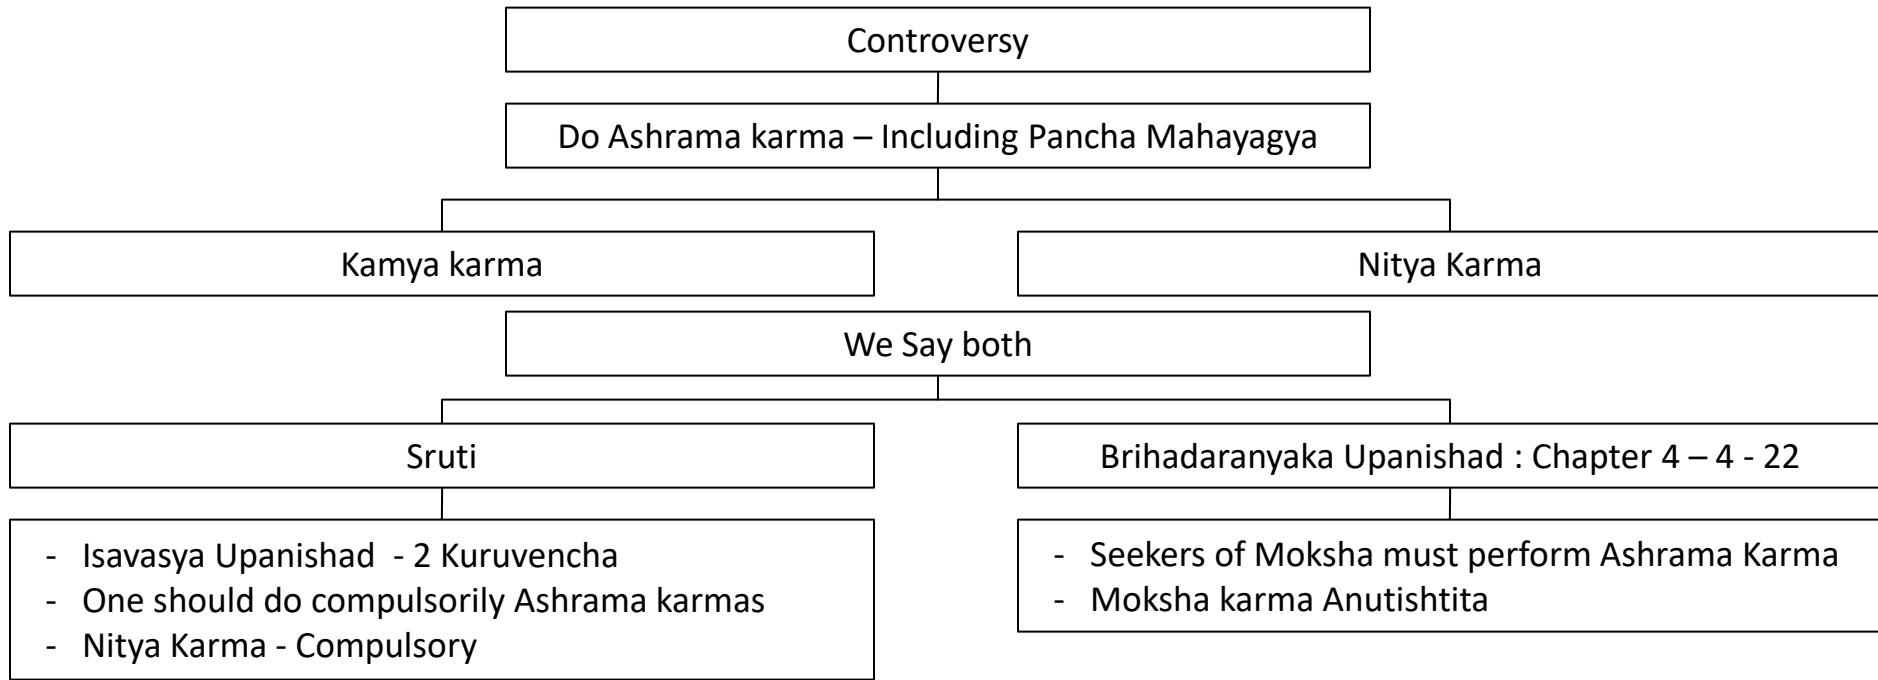 Controversy
Do Ashrama karma – Including Pancha Mahayagya
Kamya karma
Nitya Karma
We Say both
Sruti
Brihadaranyaka Upanishad : Chapter 4 – 4 - 22
- Isavasya Upanishad - 2 Kuruvencha
- One should do compulsorily Ashrama karmas
- Nitya Karma - Compulsory
- Seekers of Moksha must perform Ashrama Karma
- Moksha karma Anutishtita